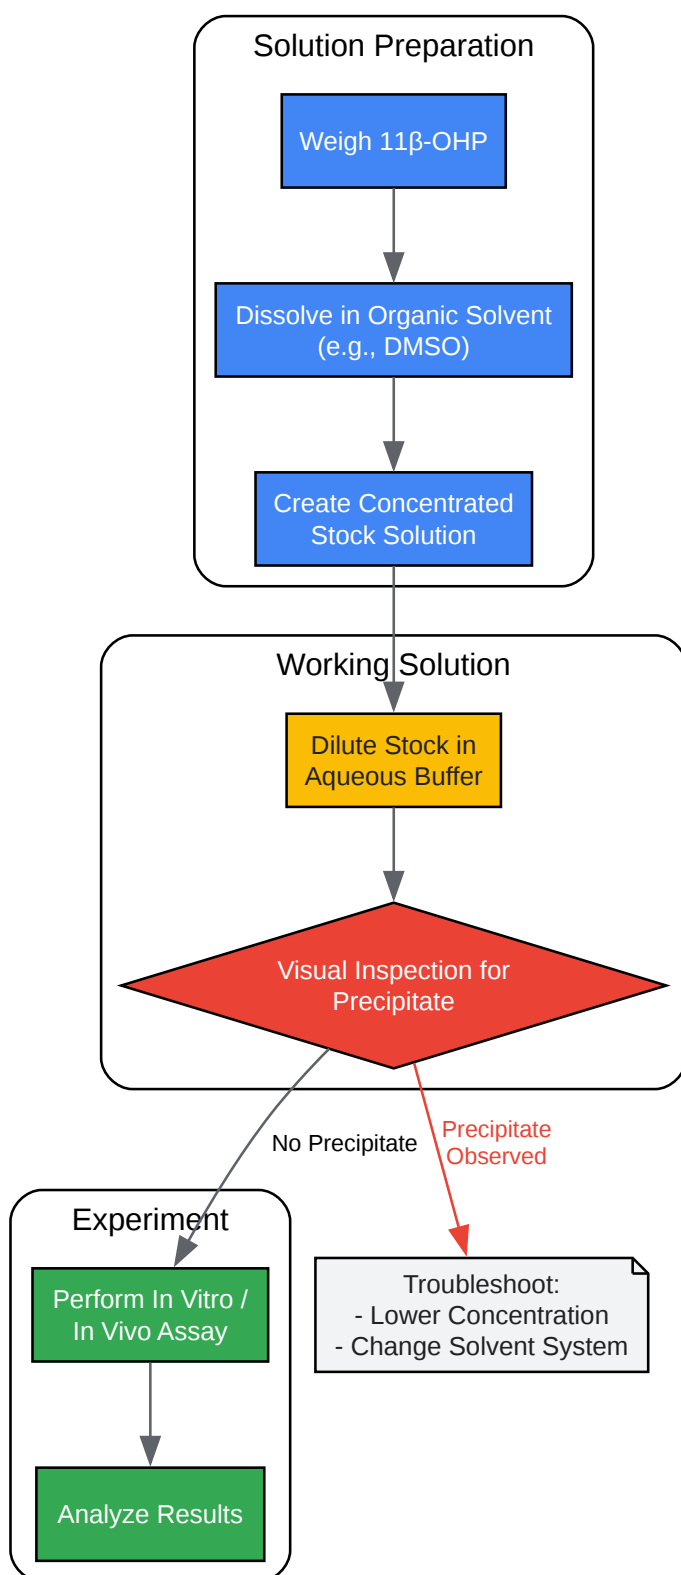 Solution Preparation
Weigh 11β-OHP
Dissolve in Organic Solvent
(e.g., DMSO)
Create Concentrated
Stock Solution
Working Solution
Dilute Stock in
Aqueous Buffer
Visual Inspection for
Precipitate
No Precipitate
Precipitate
Observed
Experiment
Perform In Vitro /
In Vivo Assay
Troubleshoot:
- Lower Concentration
- Change Solvent System
Analyze Results